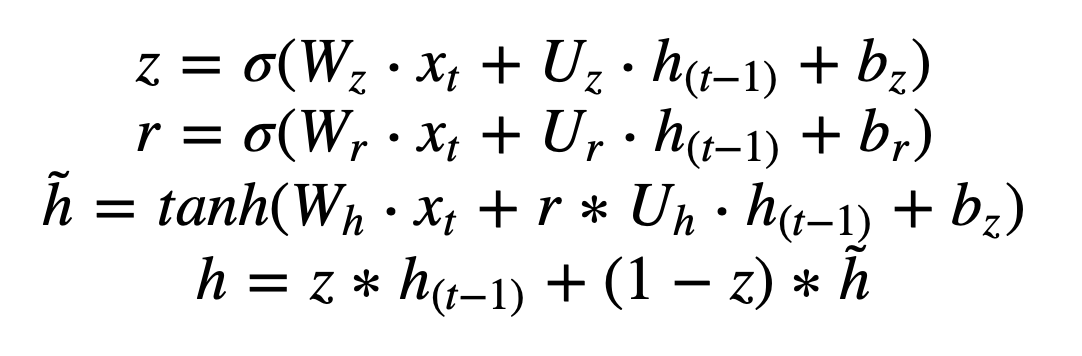 z = σ(W_z · x_t + U_z · h_(t−1) + b_z)
r = σ(W_r · x_t + U_r · h_(t−1) + b_r)
h̃ = tanh(W_h · x_t + r * U_h · h_(t−1) + b_z)
h = z * h_(t−1) + (1 − z) * h̃